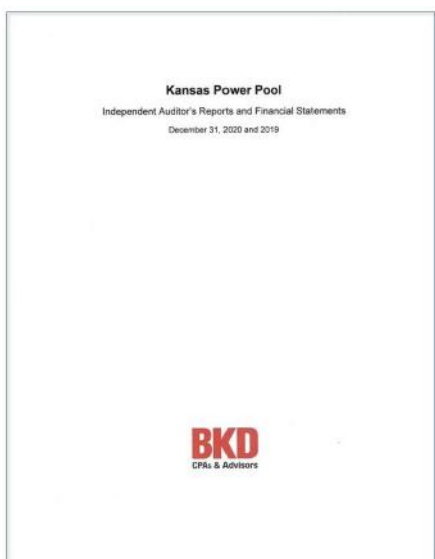 Kansas Power Pool
Independent Auditor's Reports and Financial Statements
December 31, 2020 and 2019
BKD
CPAs & Advisors